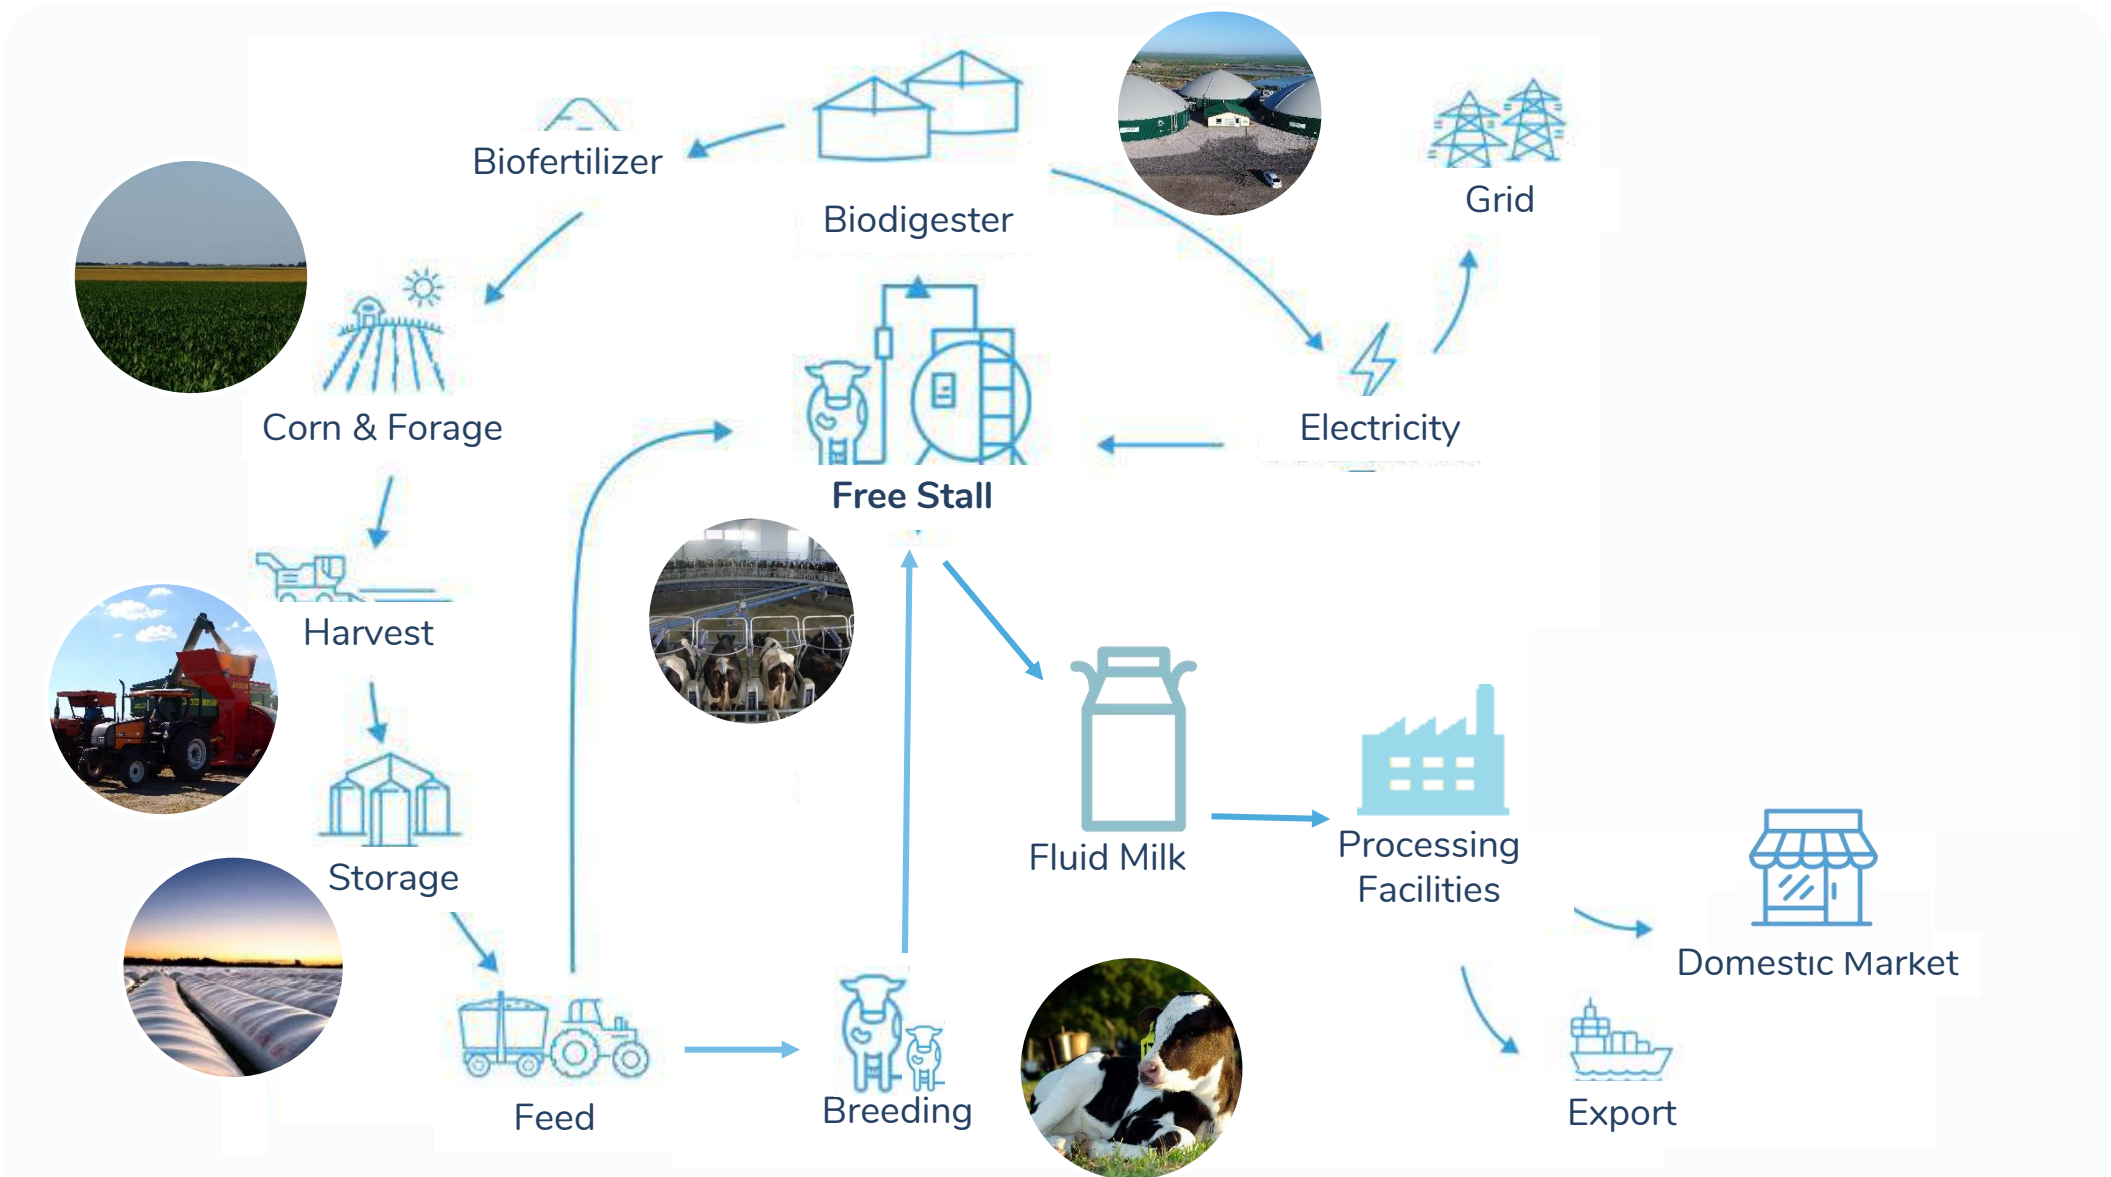 Biofertilizer
Biodigester
Grid
Corn & Forage
Electricity
Free Stall
Harvest
Fluid Milk
Processing
Facilities
Storage
Domestic Market
Feed
Breeding
Export